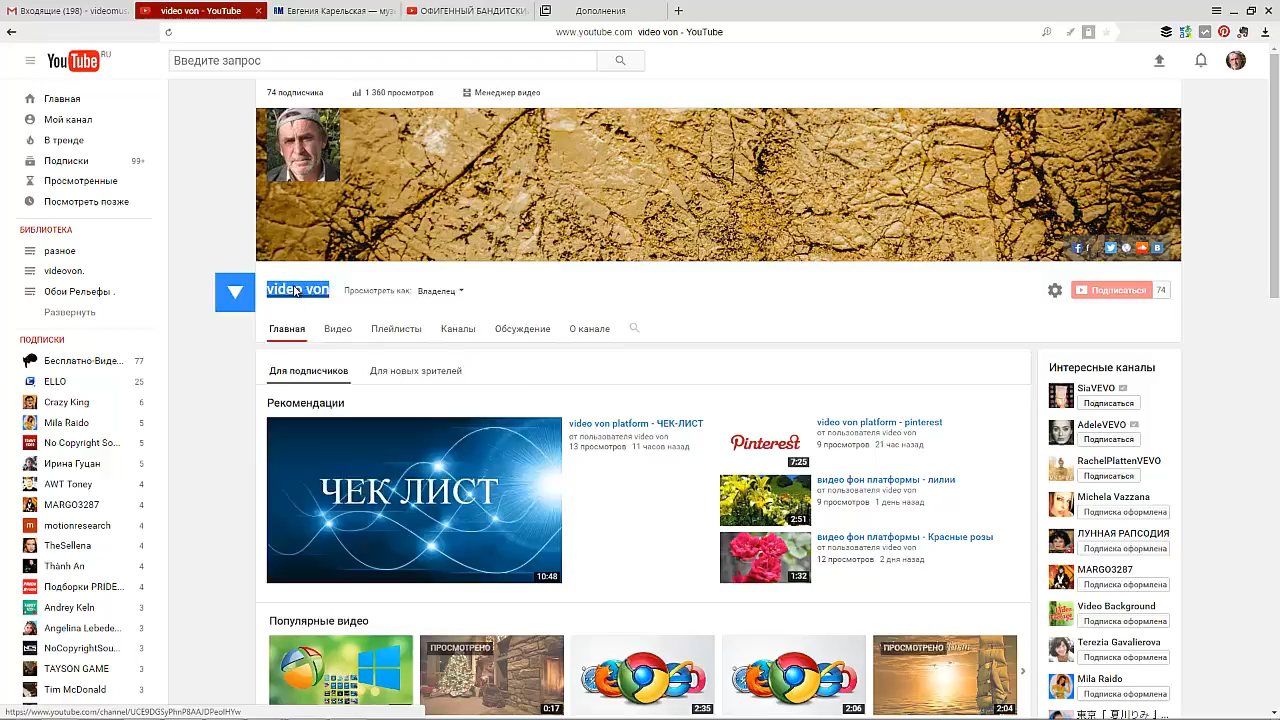 Входящие (198) - videomus
video von - YouTube
Евгения Карельская — муз
ОФИГЕННЫЙ БАНДИТСКИ
Дополнения
www.youtube.com video von - YouTube
YouTube RU
Введите запрос
74 подписчика
1 360 просмотров
Менеджер видео
Главная
Мой канал
В тренде
Подписки 99+
Просмотренные
Посмотреть позже
БИБЛИОТЕКА
разное
videovon.
Обои Рельефы .
Развернуть
ПОДПИСКИ
Бесплатно-Виде... 77
ELLO 25
Crazy King 6
Mila Raido 5
No Copyright So... 5
Ирина Гуцан 5
AWT Toney 4
MARGO3287 4
motionresearch 4
TheSellena 4
Thành An 4
Подборки PRIDE... 4
Andrey Keln 3
Angelina Lebede... 3
NoCopyrightSou... 3
TAYSON GAME 3
Tim McDonald 3
video von
Просмотреть как: Владелец
Подписаться 74
Главная
Видео
Плейлисты
Каналы
Обсуждение
О канале
Для подписчиков
Для новых зрителей
Рекомендации
ЧЕК ЛИСТ
10:48
video von platform - ЧЕК-ЛИСТ
от пользователя video von
13 просмотров 11 часов назад
Pinterest
7:25
video von platform - pinterest
от пользователя video von
9 просмотров 21 час назад
2:51
видео фон платформы - лилии
от пользователя video von
9 просмотров 1 день назад
1:32
видео фон платформы - Красные розы
от пользователя video von
12 просмотров 2 дня назад
Популярные видео
ПРОСМОТРЕНО
0:17
2:35
2:06
ПРОСМОТРЕНО
2:04
Интересные каналы
SiaVEVO
Подписаться
AdeleVEVO
Подписаться
RachelPlattenVEVO
Подписаться
Michela Vazzana
Подписка оформлена
ЛУННАЯ РАПСОДИЯ
Подписка оформлена
MARGO3287
Подписка оформлена
Video Background
Подписка оформлена
Terezia Gavalierova
Подписка оформлена
Mila Raido
Подписка оформлена